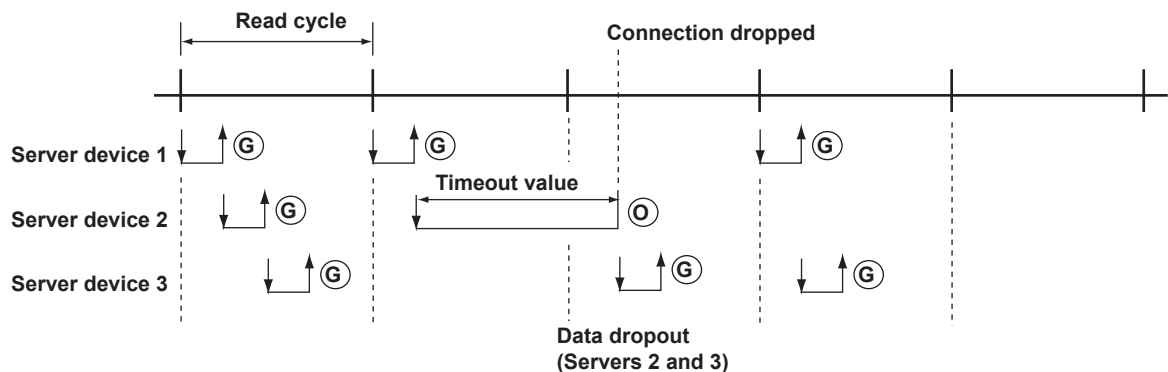 Read cycle
Connection dropped
Server device 1
G
G
G
Timeout value
Server device 2
G
O
Server device 3
G
G
G
Data dropout
(Servers 2 and 3)